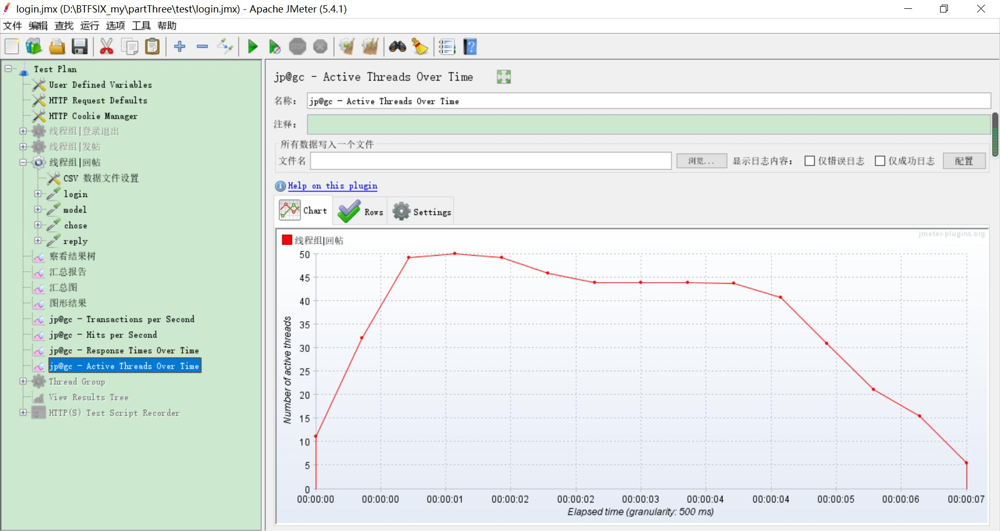 login.jmx (D:\BTFSIX_my\partThree\test\login.jmx) - Apache JMeter (5.4.1)
文件 编辑 查找 运行 选项 工具 帮助
STOP
Test Plan
User Defined Variables
HTTP Request Defaults
HTTP Cookie Manager
线程组|登录退出
线程组|发帖
线程组|回帖
CSV 数据文件设置
login
model
chose
reply
察看结果树
汇总报告
汇总图
图形结果
jp@gc - Transactions per Second
jp@gc - Hits per Second
jp@gc - Response Times Over Time
jp@gc - Active Threads Over Time
Thread Group
View Results Tree
HTTP(S) Test Script Recorder
jp@gc - Active Threads Over Time
名称： jp@gc - Active Threads Over Time
注释：
所有数据写入一个文件
文件名 浏览... 显示日志内容： 仅错误日志 仅成功日志 配置
Help on this plugin
Chart Rows Settings
jmeter-plugins.org
线程组|回帖
50
45
40
35
30
25
20
15
10
5
0
Number of active threads
00:00:00 00:00:00 00:00:01 00:00:02 00:00:02 00:00:03 00:00:04 00:00:04 00:00:05 00:00:06 00:00:07
Elapsed time (granularity: 500 ms)